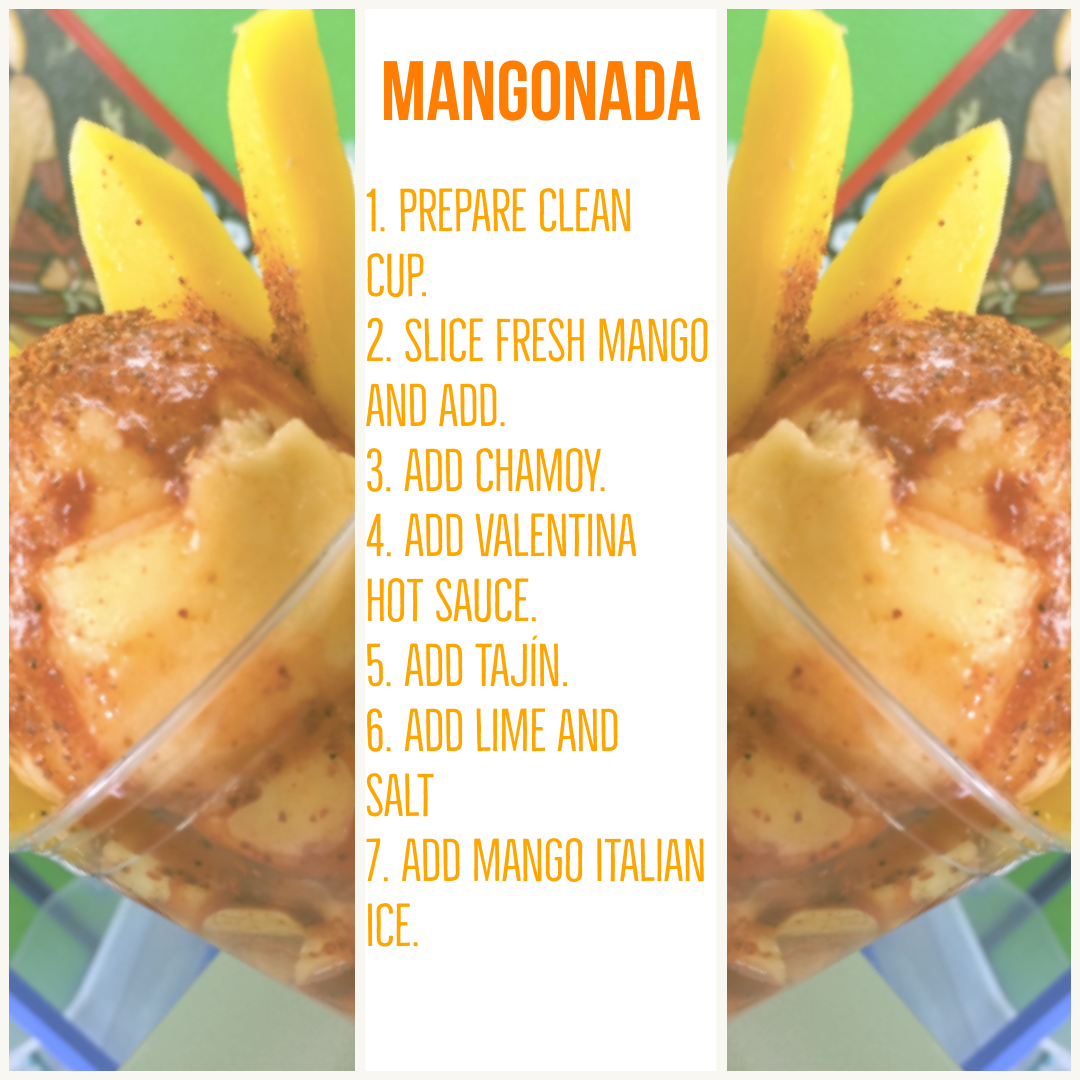 MANGONADA
1. PREPARE CLEAN
CUP.
2. SLICE FRESH MANGO
AND ADD.
3. ADD CHAMOY.
4. ADD VALENTINA
HOT SAUCE.
5. ADD TAJÍN.
6. ADD LIME AND
SALT
7. ADD MANGO ITALIAN
ICE.